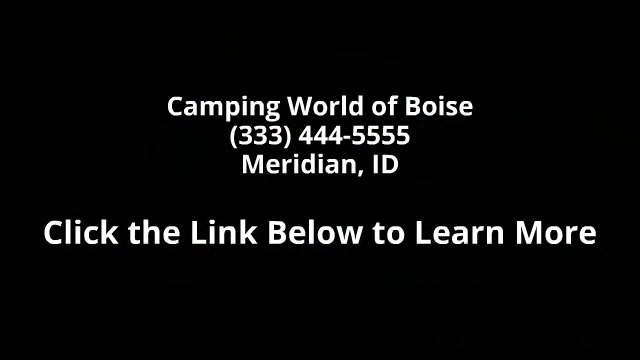 Camping World of Boise
(333) 444-5555
Meridian, ID
Click the Link Below to Learn More